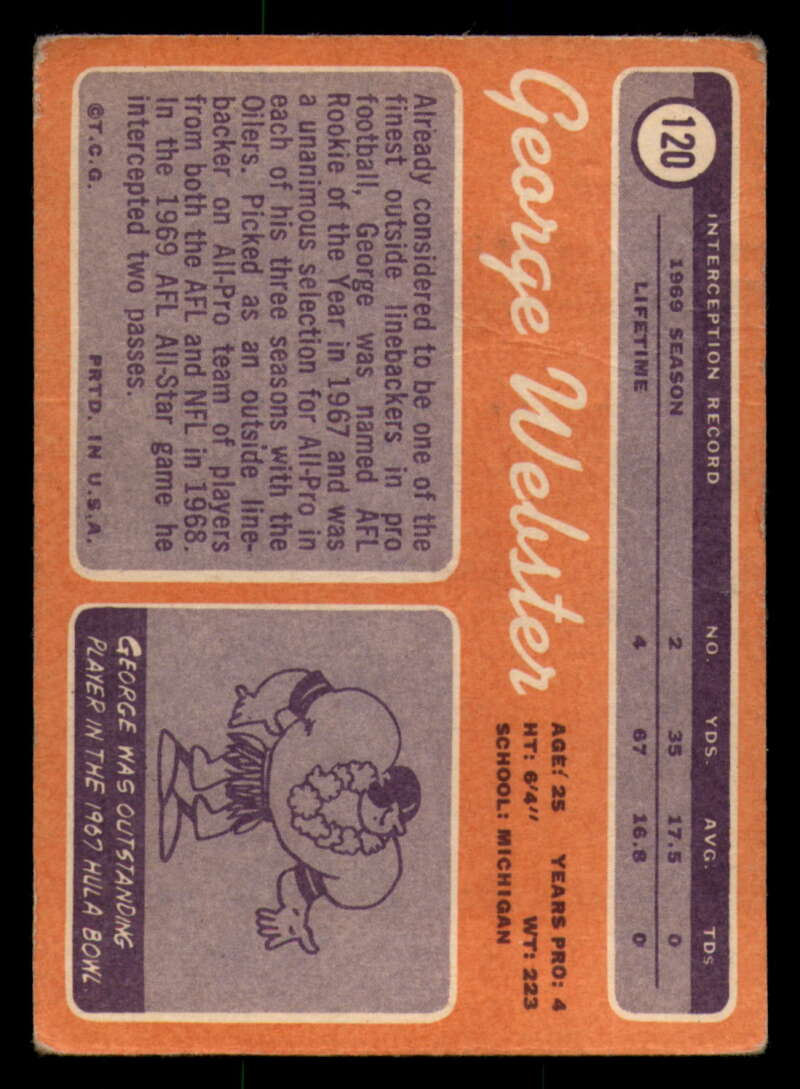 120
INTERCEPTION RECORD NO. YDS. AVG. TDS
1969 SEASON 2 35 17.5 0
LIFETIME 4 67 16.8 0
George Webster
AGE: 25 YEARS PRO: 4
HT: 6'4" WT: 223
SCHOOL: MICHIGAN
Already considered to be one of the
finest outside linebackers in pro
football, George was named AFL
Rookie of the Year in 1967 and was
a unanimous selection for All-Pro in
each of his three seasons with the
Oilers. Picked as an outside line-
backer on All-Pro team of players
from both the AFL and NFL in 1968.
In the 1969 AFL All-Star game he
intercepted two passes.
©T.C.G. PRTD. IN U.S.A.
GEORGE WAS OUTSTANDING
PLAYER IN THE 1967 HULA BOWL